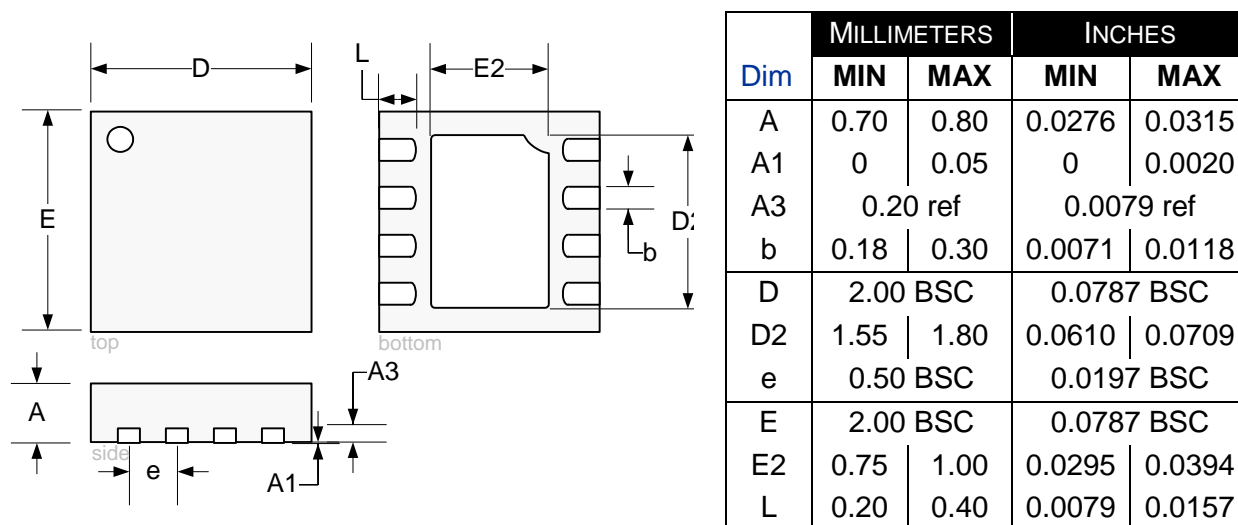 D
E
top
L
E2
D2
b
bottom
A
A3
side
e
A1
MILLIMETERS INCHES
Dim MIN MAX MIN MAX
A 0.70 0.80 0.0276 0.0315
A1 0 0.05 0 0.0020
A3 0.20 ref 0.0079 ref
b 0.18 0.30 0.0071 0.0118
D 2.00 BSC 0.0787 BSC
D2 1.55 1.80 0.0610 0.0709
e 0.50 BSC 0.0197 BSC
E 2.00 BSC 0.0787 BSC
E2 0.75 1.00 0.0295 0.0394
L 0.20 0.40 0.0079 0.0157